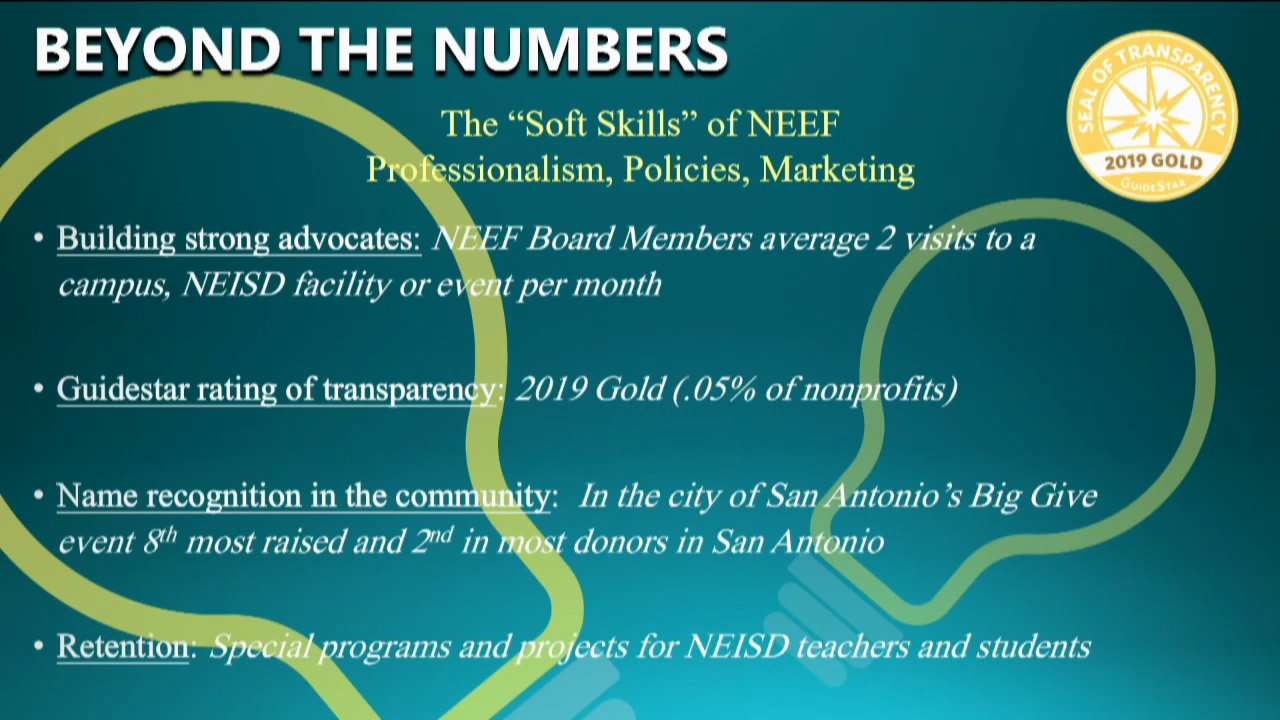 BEYOND THE NUMBERS
SEAL OF TRANSPARENCY
2019 GOLD
GUIDESTAR
The “Soft Skills” of NEEF
Professionalism, Policies, Marketing
• Building strong advocates: NEEF Board Members average 2 visits to a
campus, NEISD facility or event per month
• Guidestar rating of transparency: 2019 Gold (.05% of nonprofits)
• Name recognition in the community: In the city of San Antonio’s Big Give
event 8th most raised and 2nd in most donors in San Antonio
• Retention: Special programs and projects for NEISD teachers and students